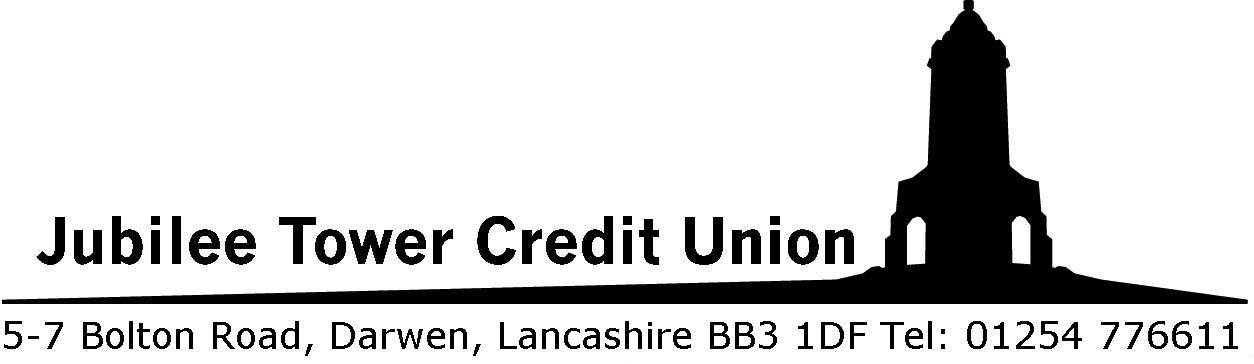 Jubilee Tower Credit Union
5-7 Bolton Road, Darwen, Lancashire BB3 1DF Tel: 01254 776611